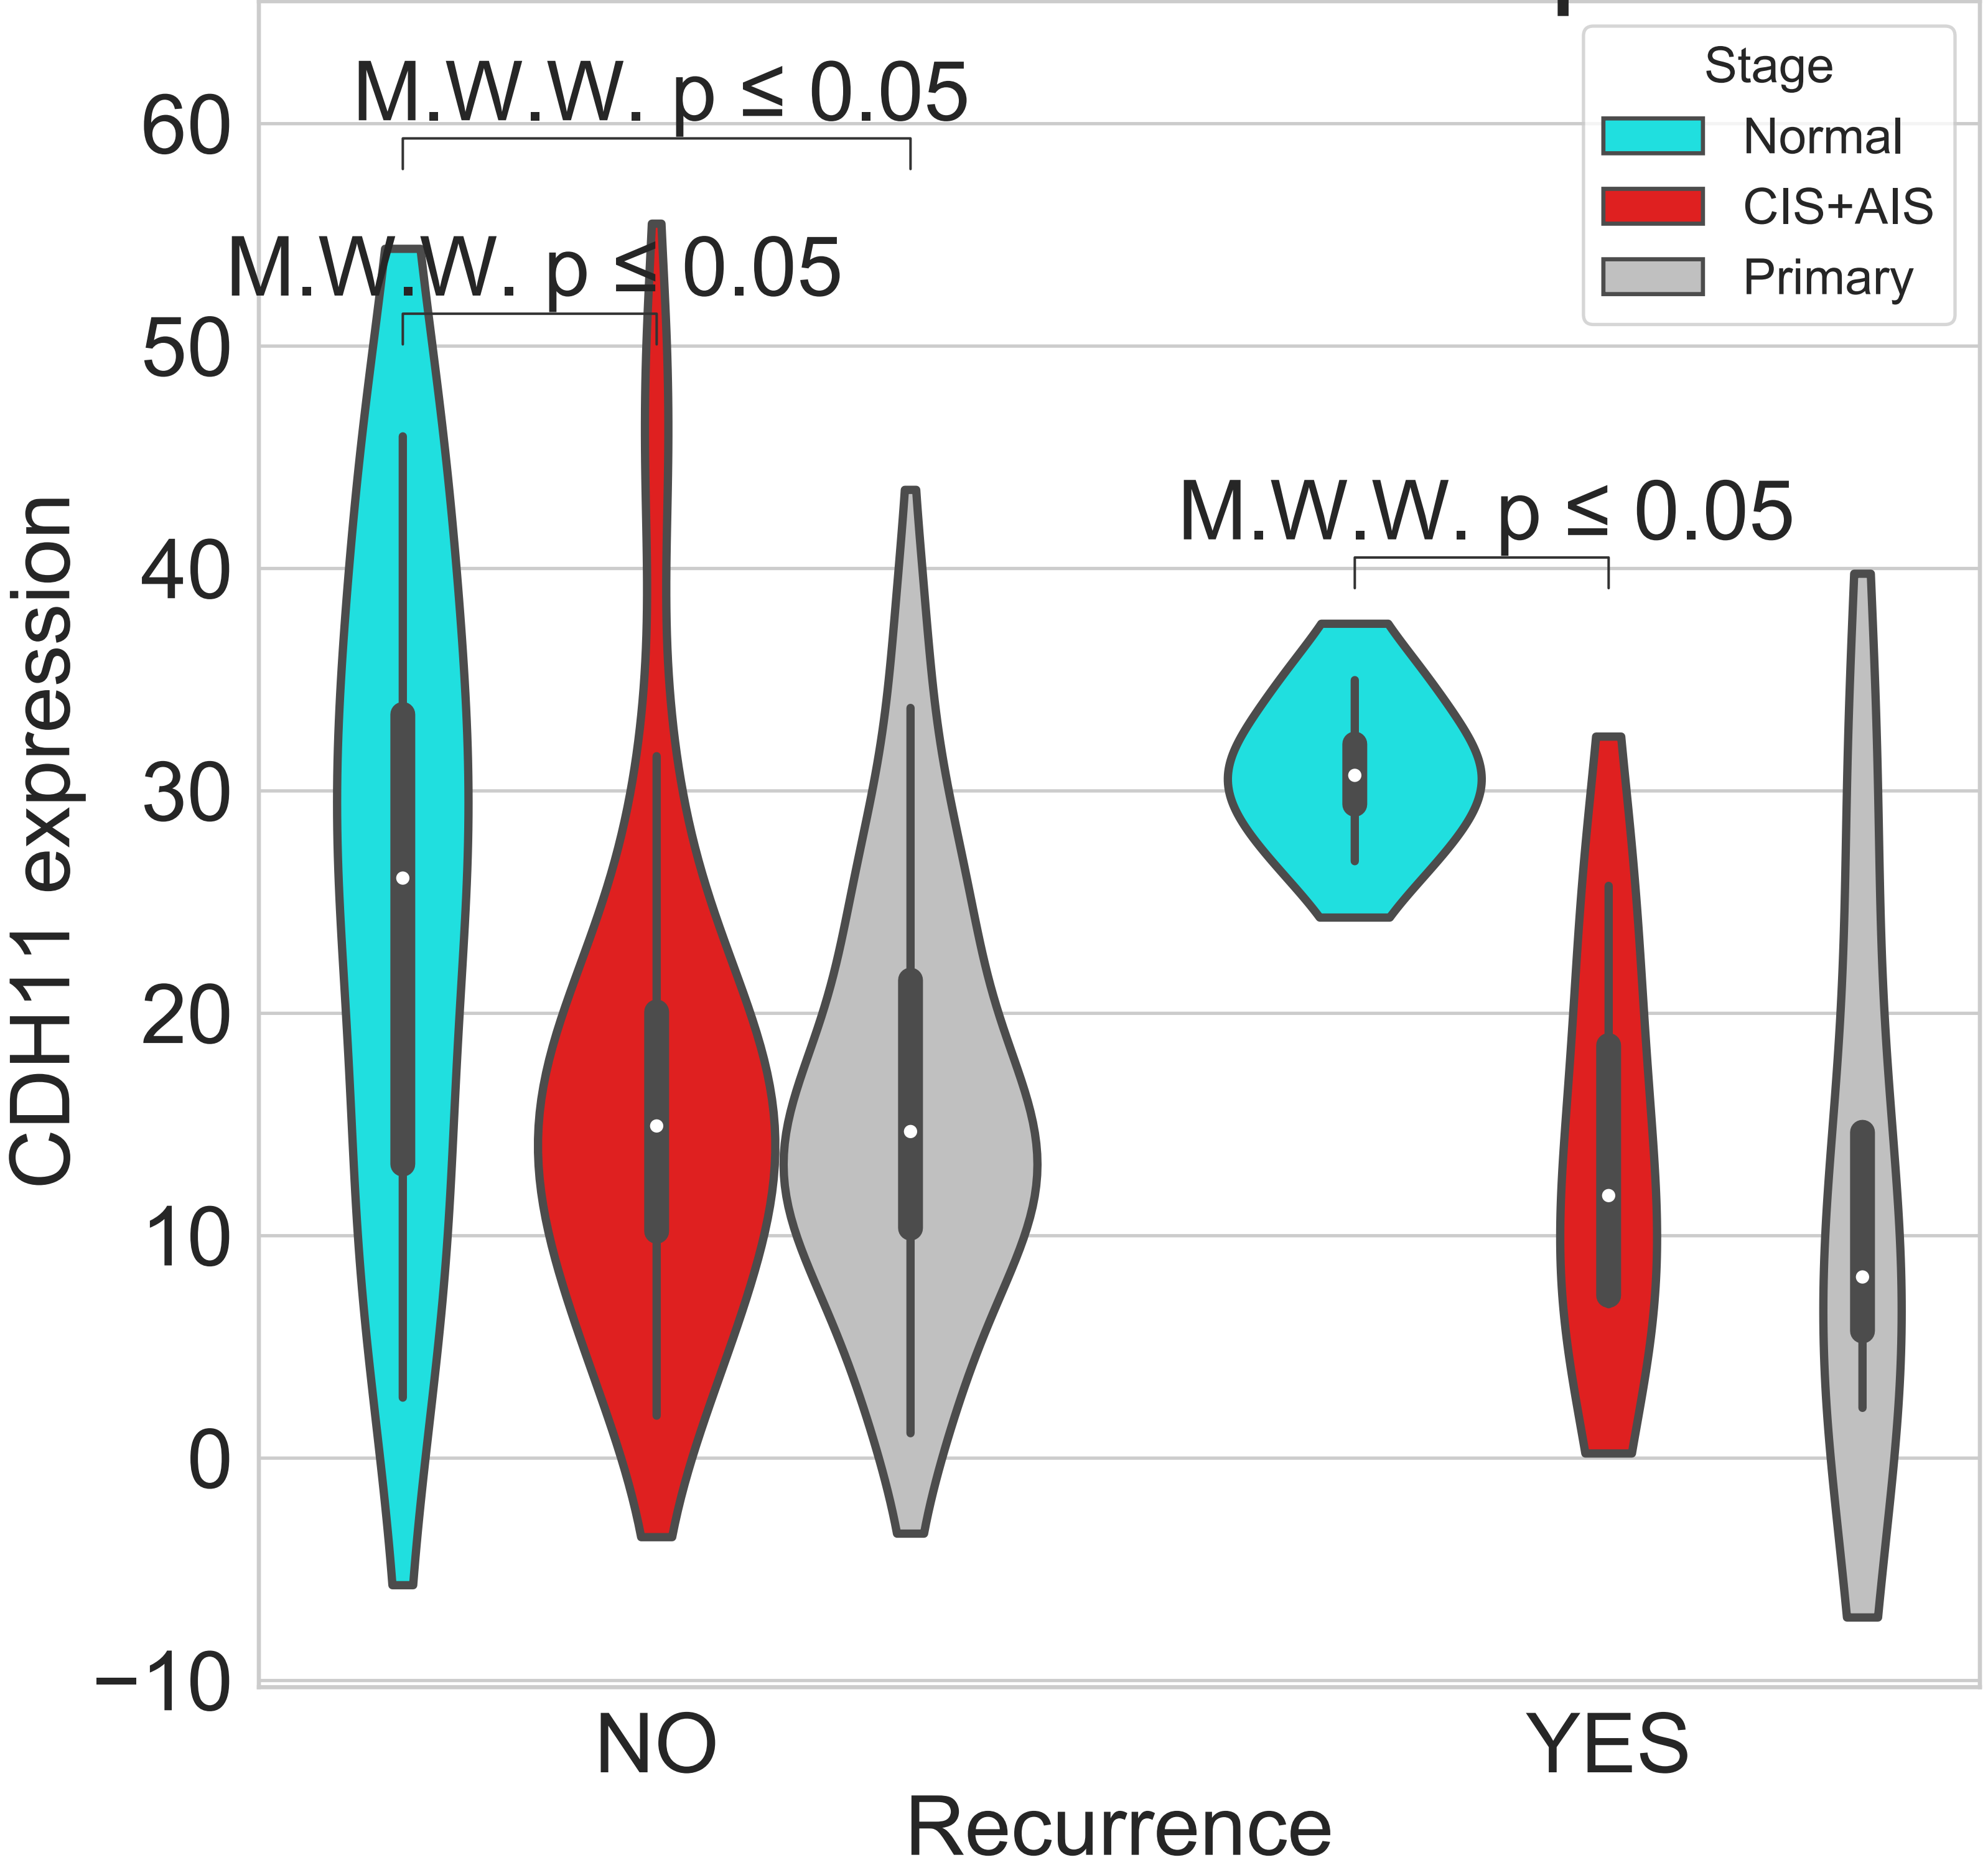 M.W.W. p ≤ 0.05
M.W.W. p ≤ 0.05
M.W.W. p ≤ 0.05
Stage
Normal
CIS+AIS
Primary
60
50
40
30
20
10
0
−10
CDH11 expression
NO
YES
Recurrence